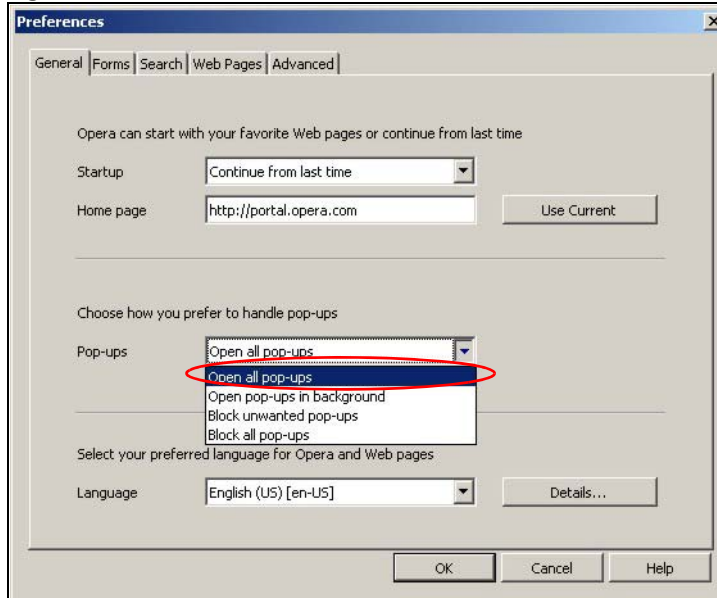 Preferences
General Forms Search Web Pages Advanced
Opera can start with your favorite Web pages or continue from last time
Startup Continue from last time
Home page http://portal.opera.com Use Current
Choose how you prefer to handle pop-ups
Pop-ups Open all pop-ups
Open all pop-ups
Open pop-ups in background
Block unwanted pop-ups
Block all pop-ups
Select your preferred language for Opera and Web pages
Language English (US) [en-US] Details...
OK Cancel Help